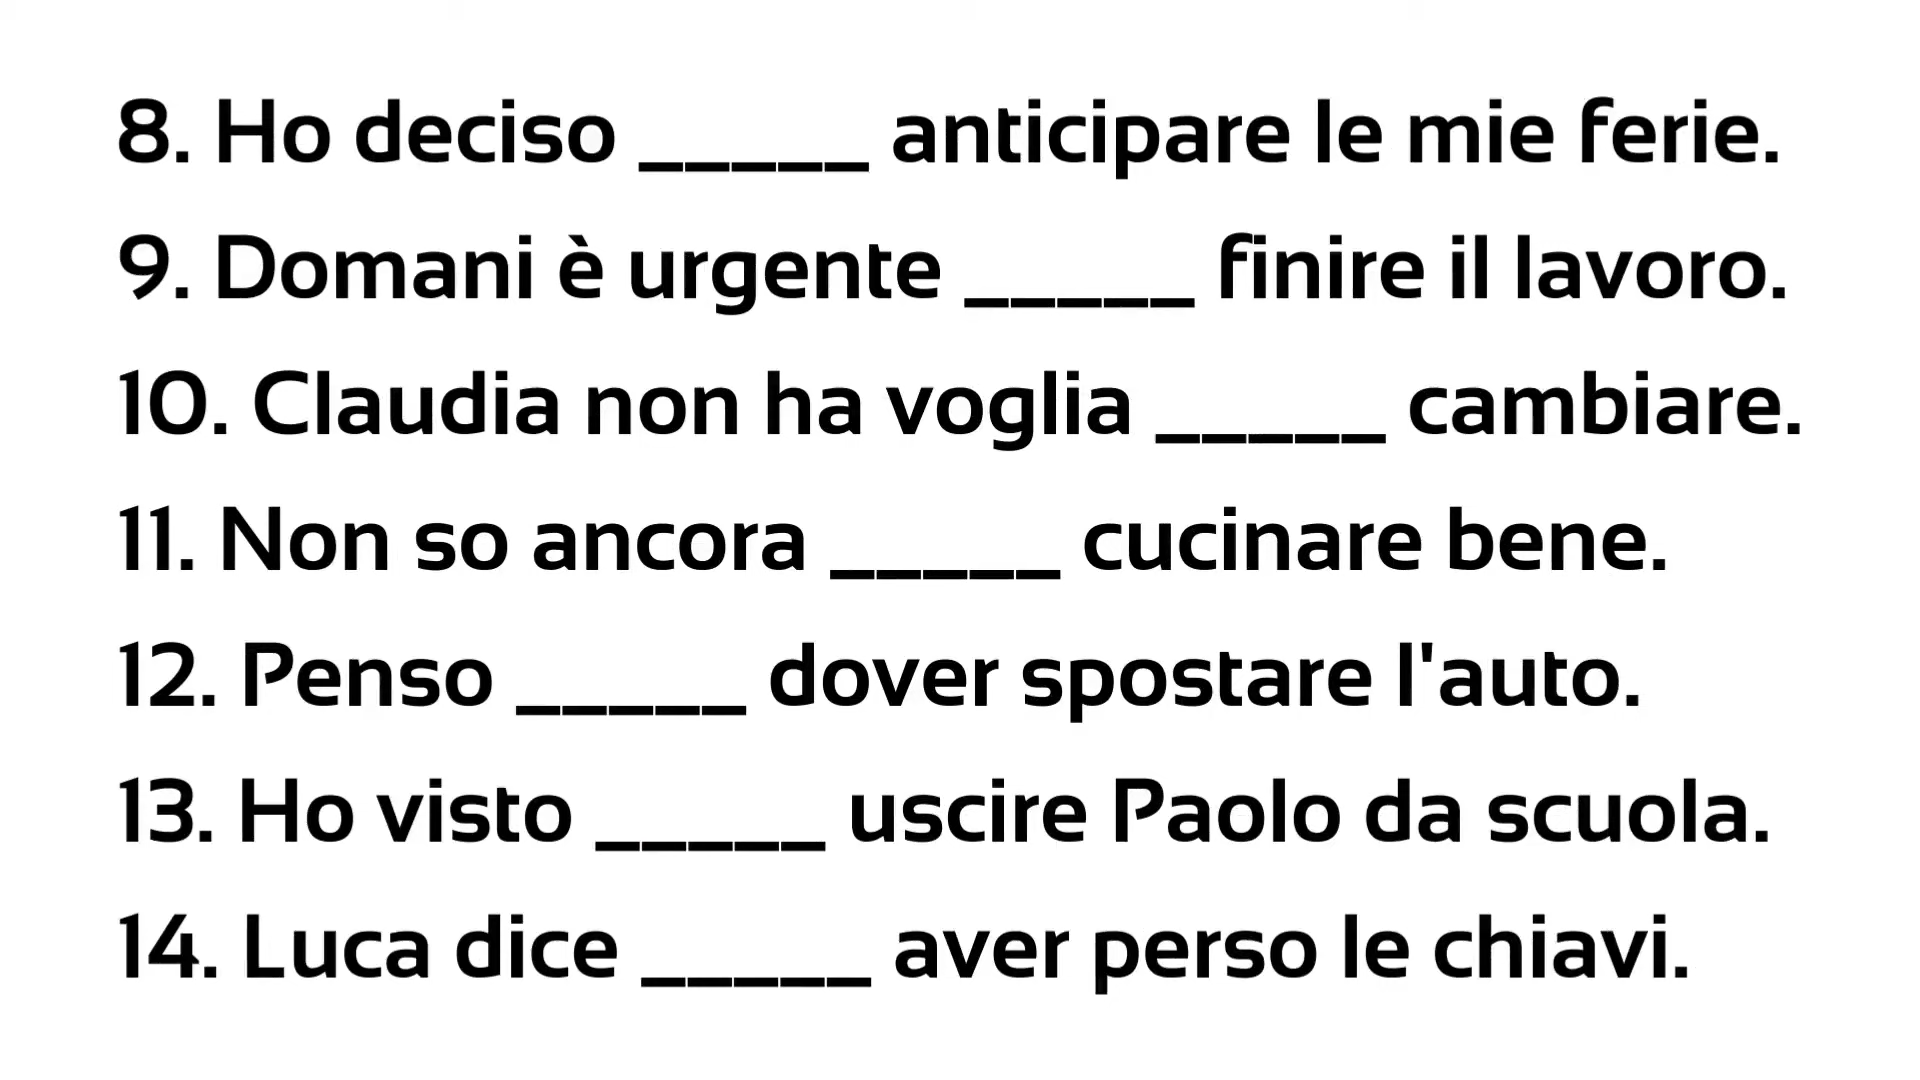 8. Ho deciso _____ anticipare le mie ferie.
9. Domani è urgente _____ finire il lavoro.
10. Claudia non ha voglia _____ cambiare.
11. Non so ancora _____ cucinare bene.
12. Penso _____ dover spostare l'auto.
13. Ho visto _____ uscire Paolo da scuola.
14. Luca dice _____ aver perso le chiavi.